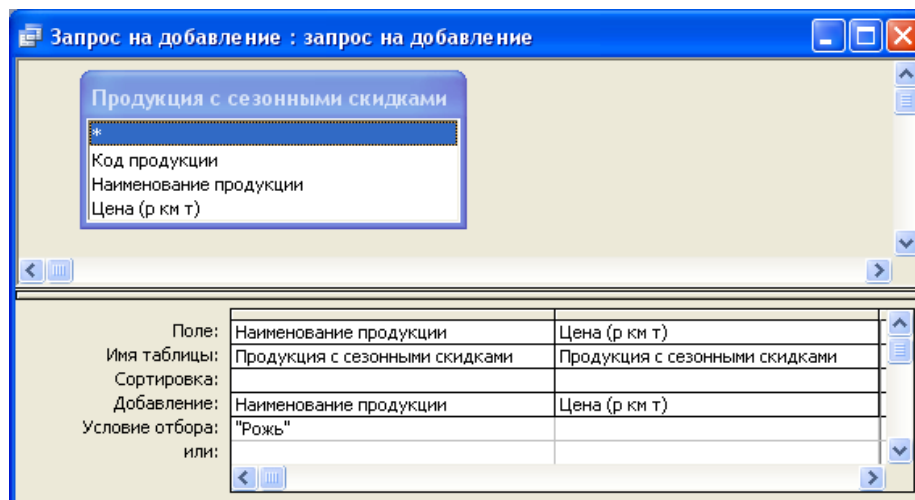 Запрос на добавление : запрос на добавление
Продукция с сезонными скидками
*
Код продукции
Наименование продукции
Цена (р км т)
Поле: Наименование продукции Цена (р км т)
Имя таблицы: Продукция с сезонными скидками Продукция с сезонными скидками
Сортировка:
Добавление: Наименование продукции Цена (р км т)
Условие отбора: "Рожь"
или: